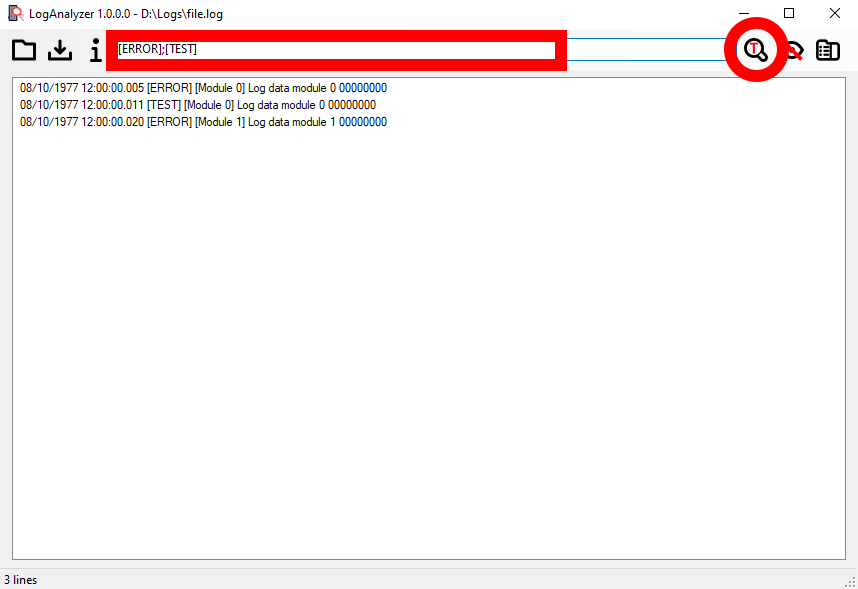 LogAnalyzer 1.0.0.0 - D:\Logs\file.log
[ERROR];[TEST]
08/10/1977 12:00:00.005 [ERROR] [Module 0] Log data module 0 00000000
08/10/1977 12:00:00.011 [TEST] [Module 0] Log data module 0 00000000
08/10/1977 12:00:00.020 [ERROR] [Module 1] Log data module 1 00000000
3 lines